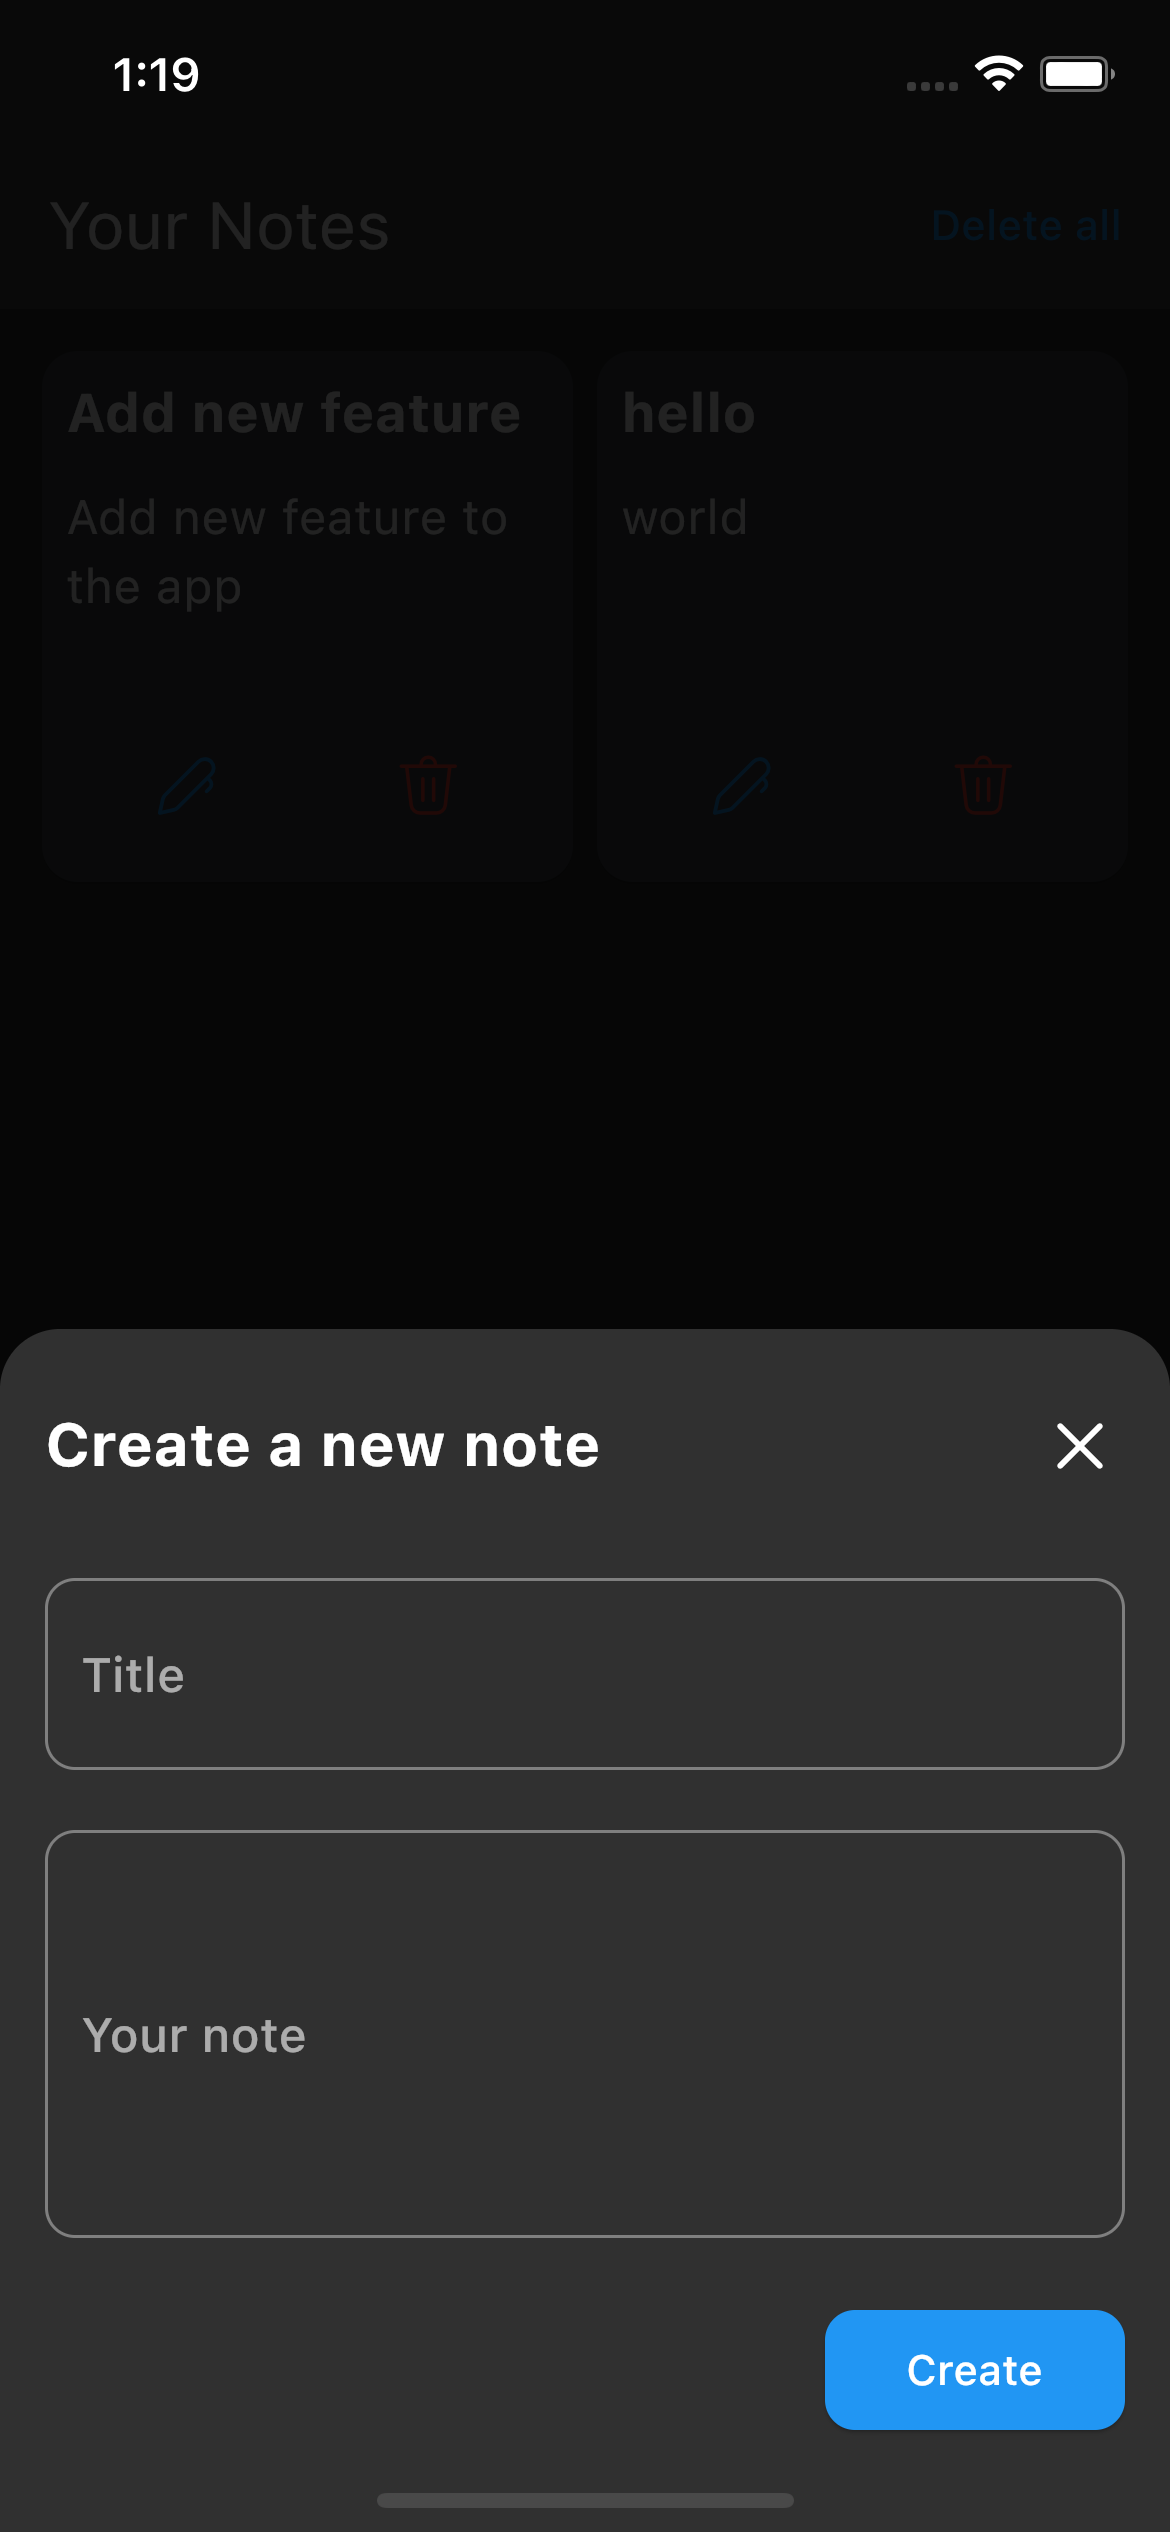 1:19
Your Notes
Delete all
Add new feature
Add new feature to
the app
hello
world
Create a new note
Title
Your note
Create